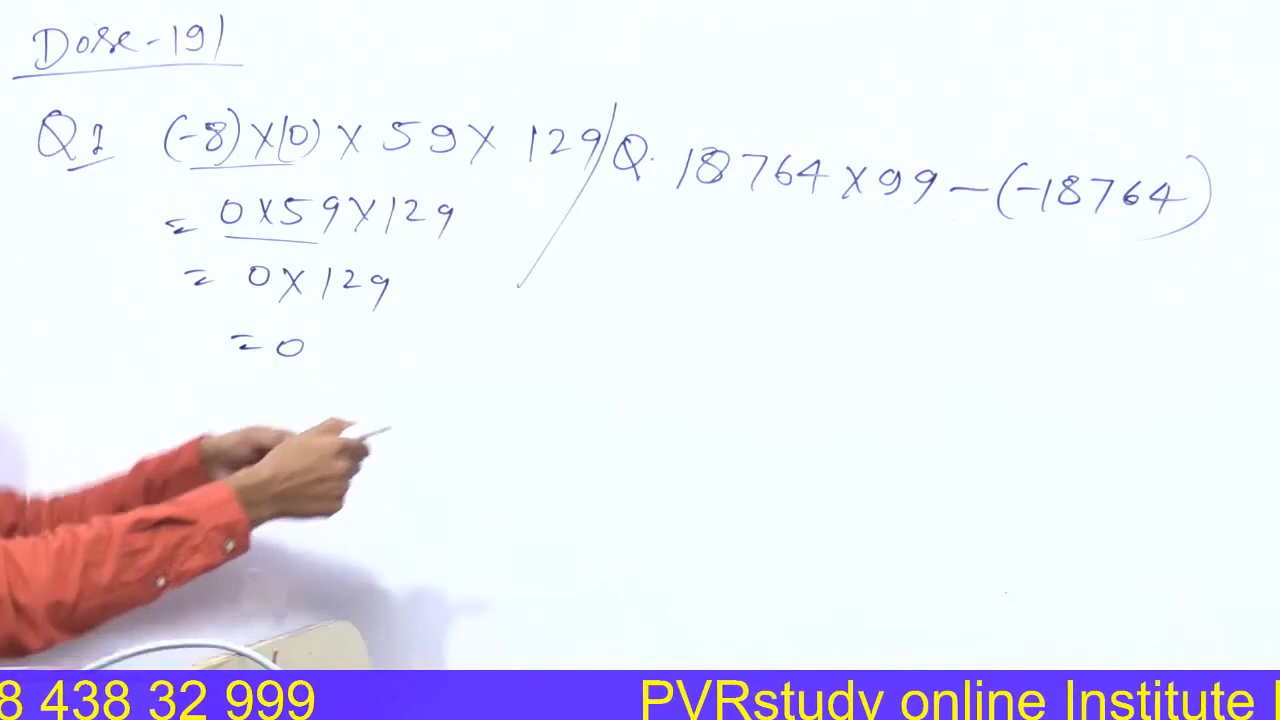 Dose-191
Q1 (-8)×(0) × 59× 129
= 0×59×129
= 0×129
= 0
Q. 18764×99-(-18764)
8 438 32 999
PVRstudy online Institute